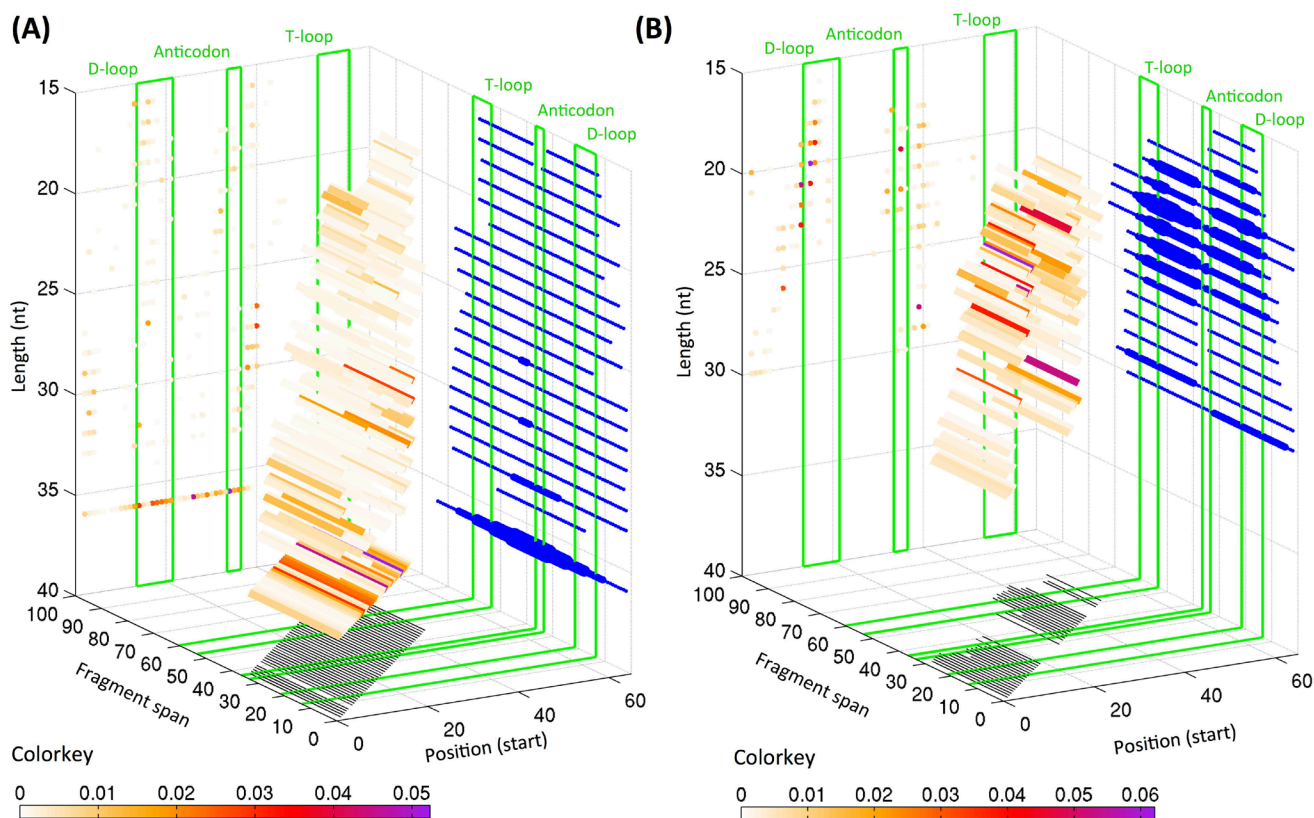 (A)
T-loop
Anticodon
D-loop
T-loop
Anticodon
D-loop
15
20
25
30
35
40
Length (nt)
100
90
80
70
60
50
40
30
20
10
0
Fragment span
0
20
40
60
Position (start)
Colorkey
0 0.01 0.02 0.03 0.04 0.05
(B)
T-loop
Anticodon
D-loop
T-loop
Anticodon
D-loop
15
20
25
30
35
40
Length (nt)
100
90
80
70
60
50
40
30
20
10
0
Fragment span
0
20
40
60
Position (start)
Colorkey
0 0.01 0.02 0.03 0.04 0.05 0.06